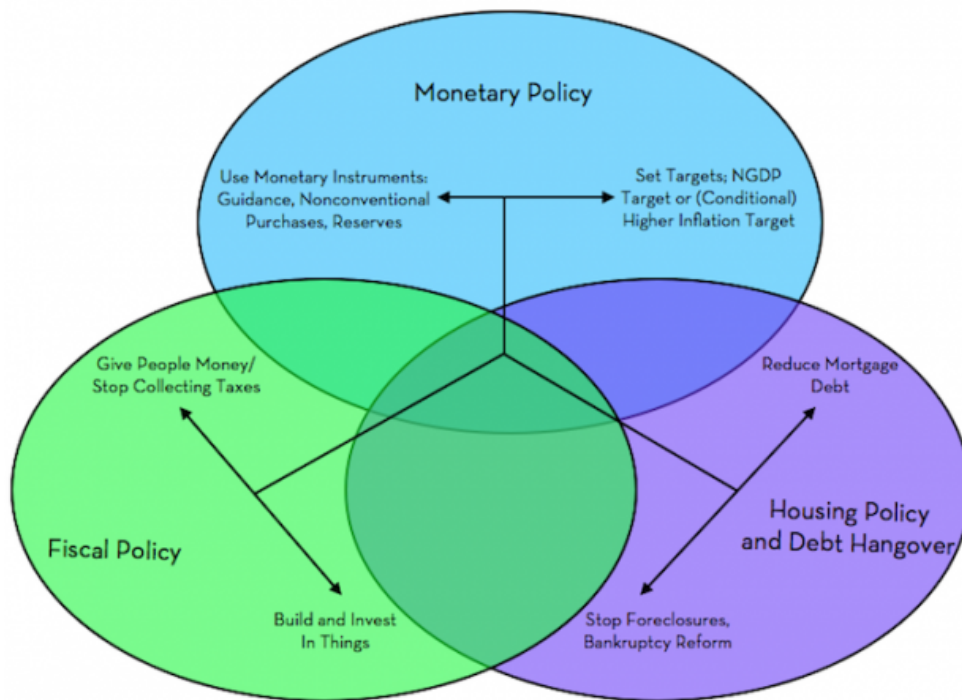 Monetary Policy
Use Monetary Instruments:
Guidance, Nonconventional
Purchases, Reserves
Set Targets; NGDP
Target or (Conditional)
Higher Inflation Target
Give People Money/
Stop Collecting Taxes
Reduce Mortgage
Debt
Fiscal Policy
Housing Policy
and Debt Hangover
Build and Invest
In Things
Stop Foreclosures,
Bankruptcy Reform